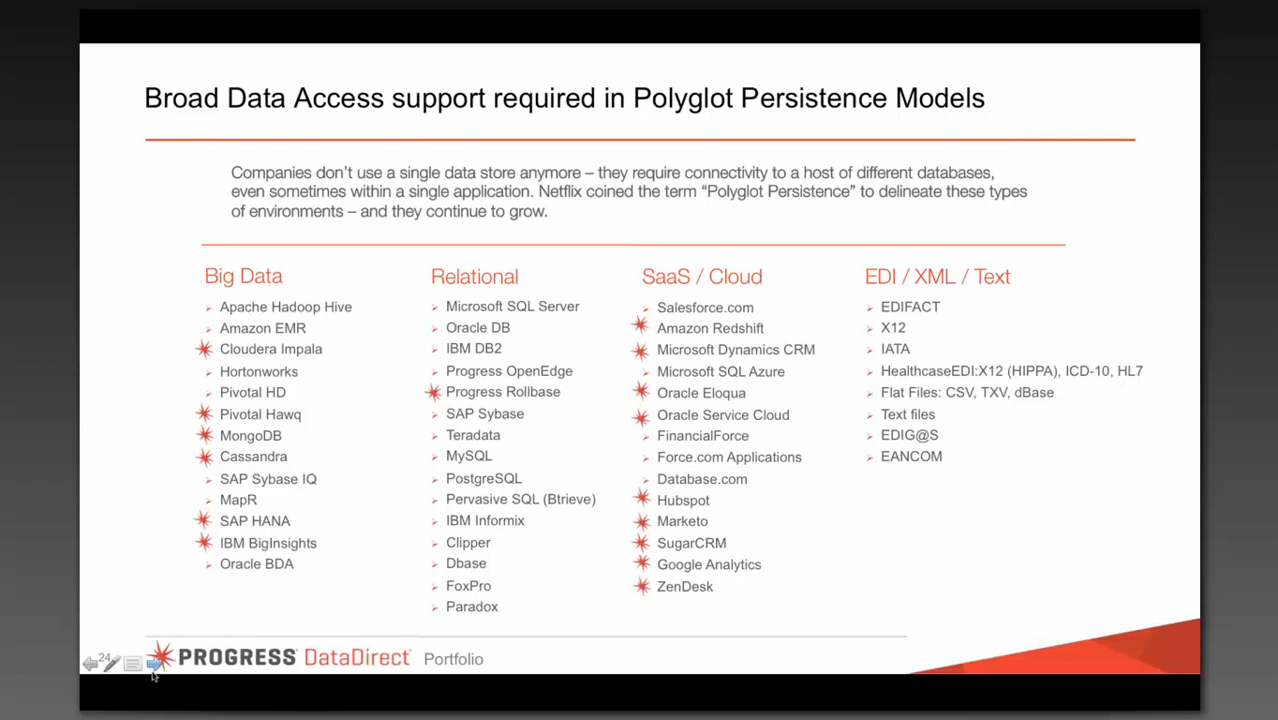 Broad Data Access support required in Polyglot Persistence Models
Companies don't use a single data store anymore – they require connectivity to a host of different databases,
even sometimes within a single application. Netflix coined the term “Polyglot Persistence” to delineate these types
of environments – and they continue to grow.
Big Data
Apache Hadoop Hive
Amazon EMR
Cloudera Impala
Hortonworks
Pivotal HD
Pivotal Hawq
MongoDB
Cassandra
SAP Sybase IQ
MapR
SAP HANA
IBM BigInsights
Oracle BDA
Relational
Microsoft SQL Server
Oracle DB
IBM DB2
Progress OpenEdge
Progress Rollbase
SAP Sybase
Teradata
MySQL
PostgreSQL
Pervasive SQL (Btrieve)
IBM Informix
Clipper
Dbase
FoxPro
Paradox
SaaS / Cloud
Salesforce.com
Amazon Redshift
Microsoft Dynamics CRM
Microsoft SQL Azure
Oracle Eloqua
Oracle Service Cloud
FinancialForce
Force.com Applications
Database.com
Hubspot
Marketo
SugarCRM
Google Analytics
ZenDesk
EDI / XML / Text
EDIFACT
X12
IATA
HealthcaseEDI:X12 (HIPPA), ICD-10, HL7
Flat Files: CSV, TXV, dBase
Text files
EDIG@S
EANCOM
24
PROGRESS DataDirect Portfolio